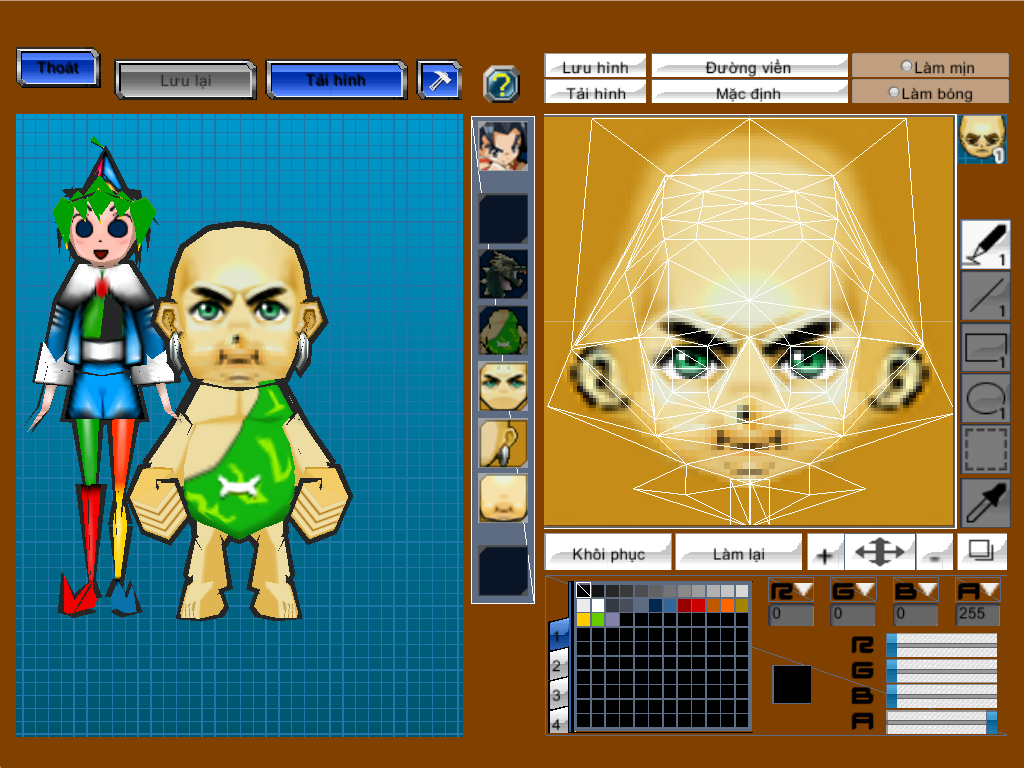 Thoát
Lưu lại
Tải hình
?
Lưu hình
Đường viền
Làm mịn
Tải hình
Mặc định
Làm bóng
1
1
1
1
1
Khôi phục
Làm lại
+
-
R
G
B
A
0
0
0
255
1
2
3
4
R
G
B
A